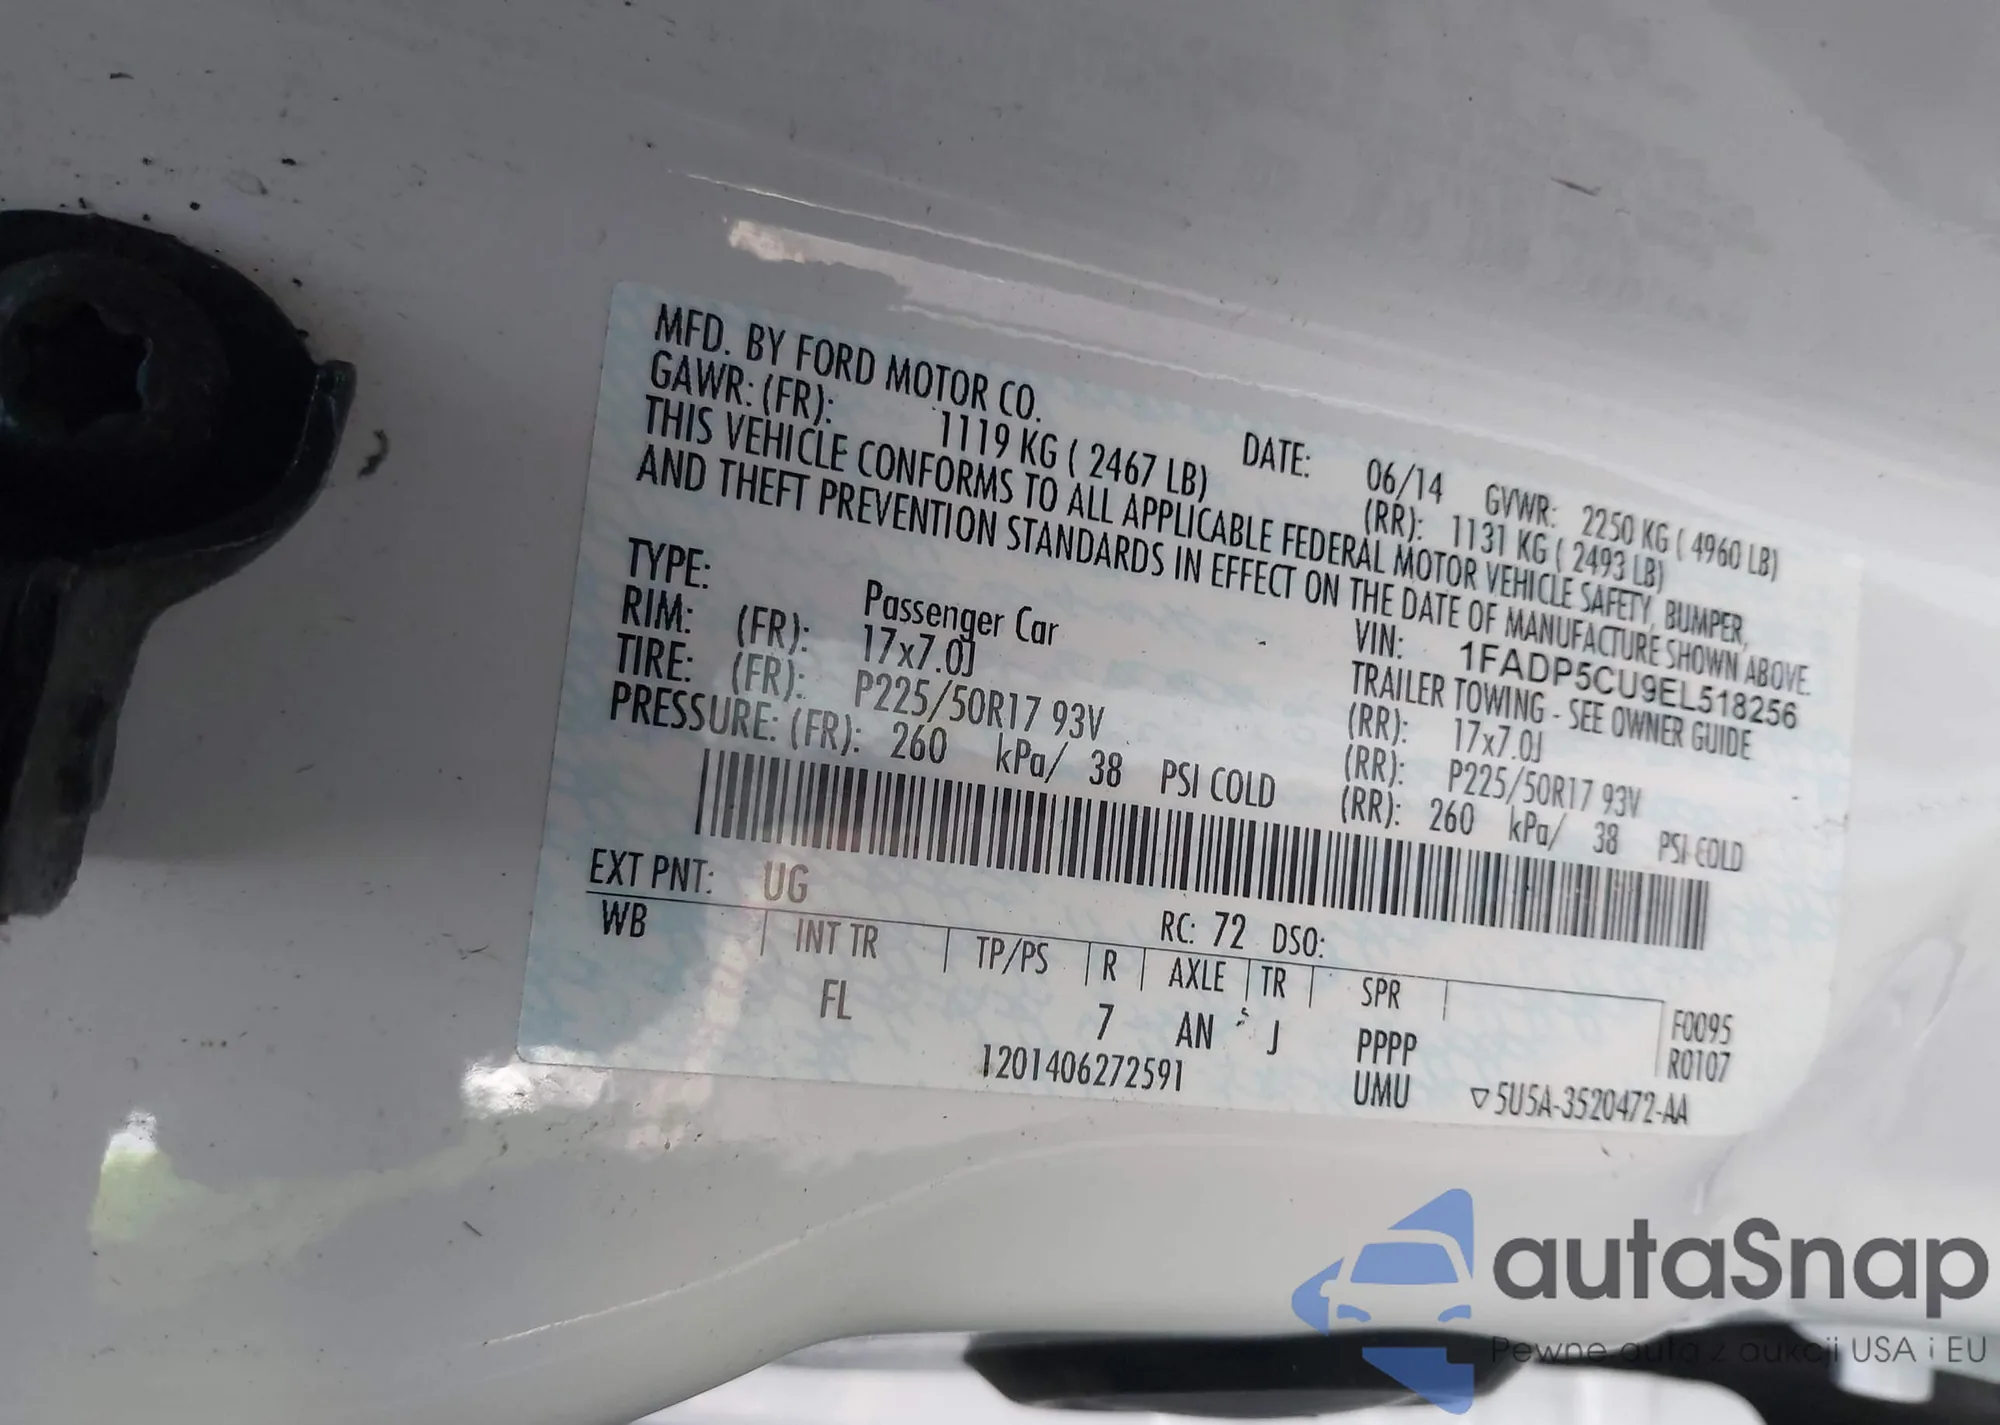 MFD. BY FORD MOTOR CO. DATE: 06/14 GVWR: 2250 KG ( 4960 LB)
GAWR: (FR): 1119 KG ( 2467 LB) (RR): 1131 KG ( 2493 LB)
THIS VEHICLE CONFORMS TO ALL APPLICABLE FEDERAL MOTOR VEHICLE SAFETY, BUMPER,
AND THEFT PREVENTION STANDARDS IN EFFECT ON THE DATE OF MANUFACTURE SHOWN ABOVE.
VIN: 1FADP5CU9EL518256
TYPE: Passenger Car TRAILER TOWING - SEE OWNER GUIDE
RIM: (FR): 17x7.0J (RR): 17x7.0J
TIRE: (FR): P225/50R17 93V (RR): P225/50R17 93V
PRESSURE: (FR): 260 kPa/ 38 PSI COLD (RR): 260 kPa/ 38 PSI COLD
EXT PNT: UG RC: 72 DSO:
WB INT TR TP/PS R AXLE TR SPR F0095
FL 7 AN J PPPP R0107
1201406272591 UMU ▽5U5A-3520472-AA
autaSnap
Pewne auta z aukcji USA i EU